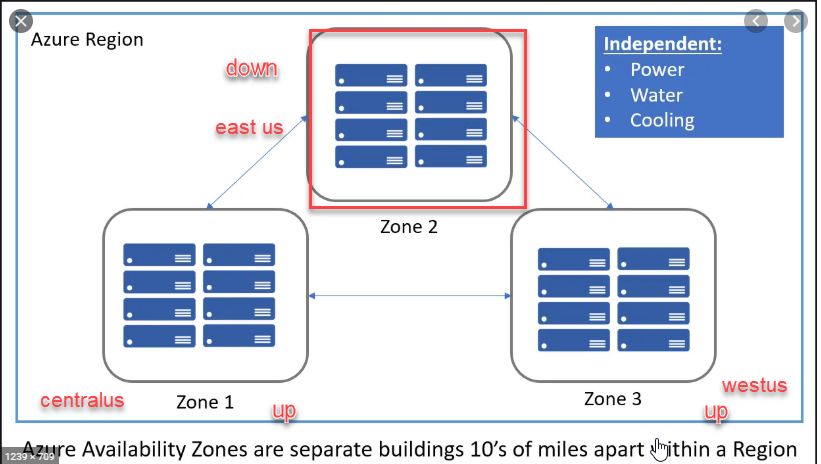 Azure Region
Independent:
• Power
• Water
• Cooling
down
east us
Zone 2
centralus
Zone 1
up
Zone 3
westus
up
Azure Availability Zones are separate buildings 10's of miles apart within a Region
1239 × 709